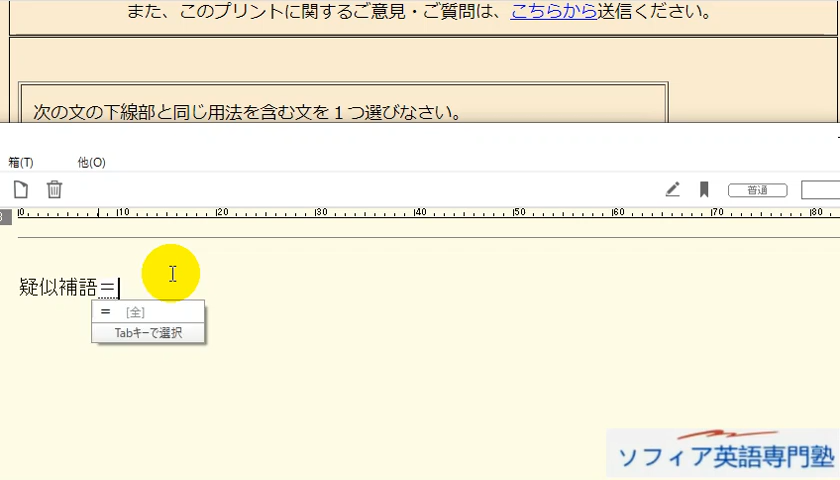 また、このプリントに関するご意見・ご質問は、こちらから送信ください。
次の文の下線部と同じ用法を含む文を１つ選びなさい。
箱(T) 他(O)
普通
0 10 20 30 40 50 60 70 80
疑似補語＝
＝ [全]
Tabキーで選択
ソフィア英語専門塾